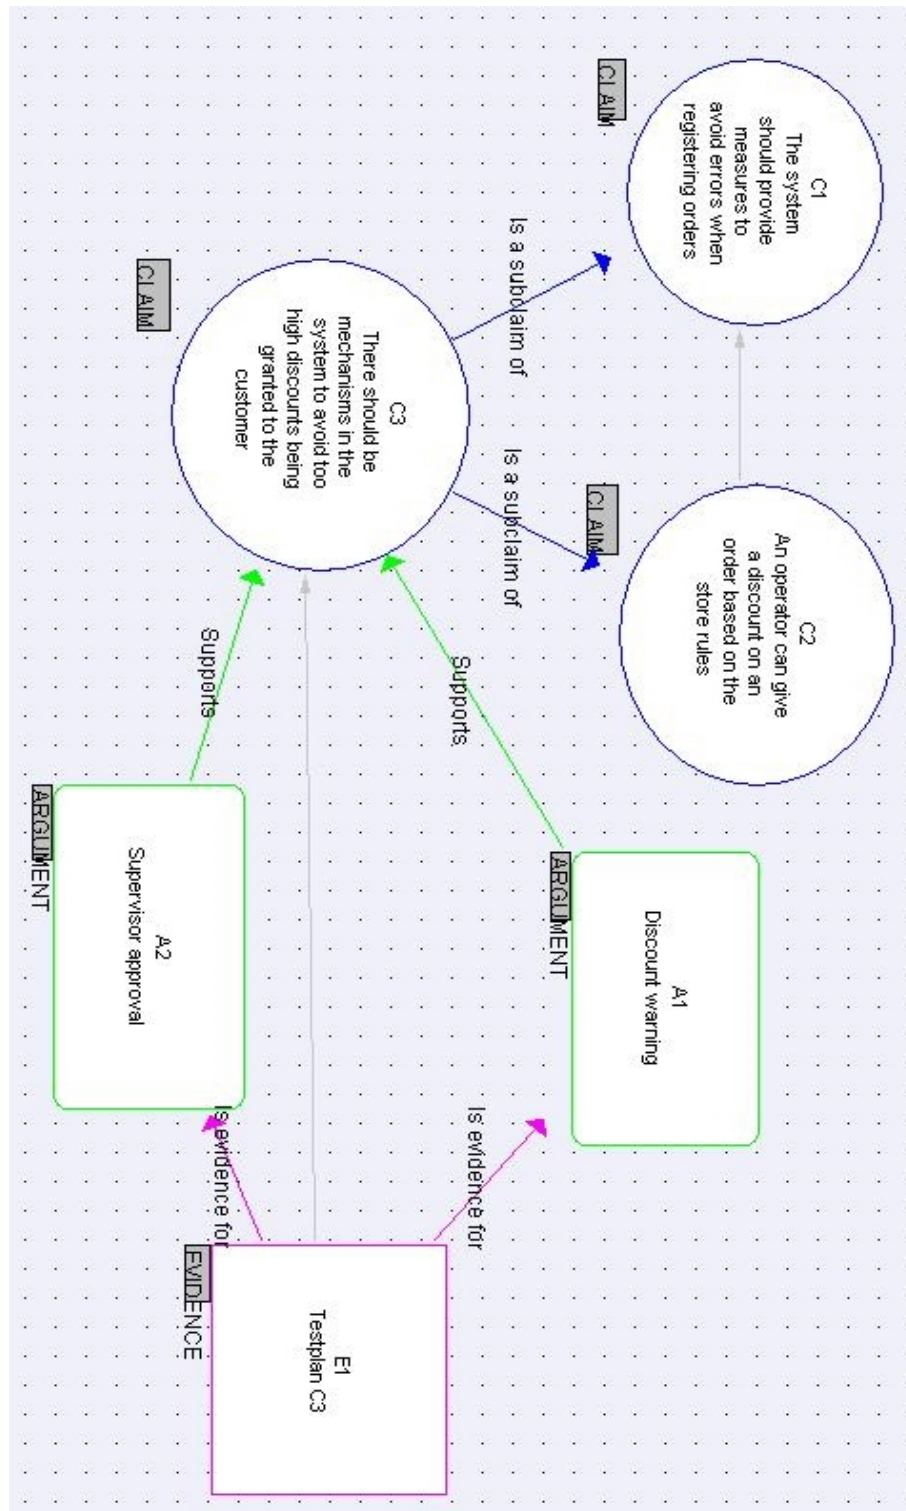 C1
The system
should provide
measures to
avoid errors when
registering orders
CLAIM
Is a subclaim of
C3
There should be
mechanisms in the
system to avoid too
high discounts being
granted to the
customer
CLAIM
Is a subclaim of
C2
An operator can give
a discount on an
order based on the
store rules
CLAIM
Supports
Supports
A1
Discount warning
ARGUMENT
A2
Supervisor approval
ARGUMENT
Is evidence for
Is evidence for
E1
Testplan C3
EVIDENCE